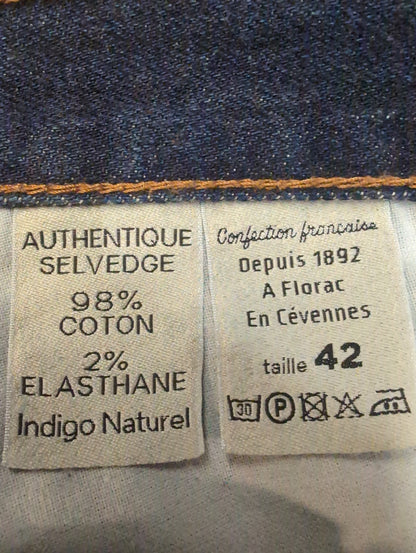 AUTHENTIQUE
SELVEDGE
98%
COTON
2%
ELASTHANE
Indigo Naturel
Confection française
Depuis 1892
A Florac
En Cévennes
taille 42
30 P